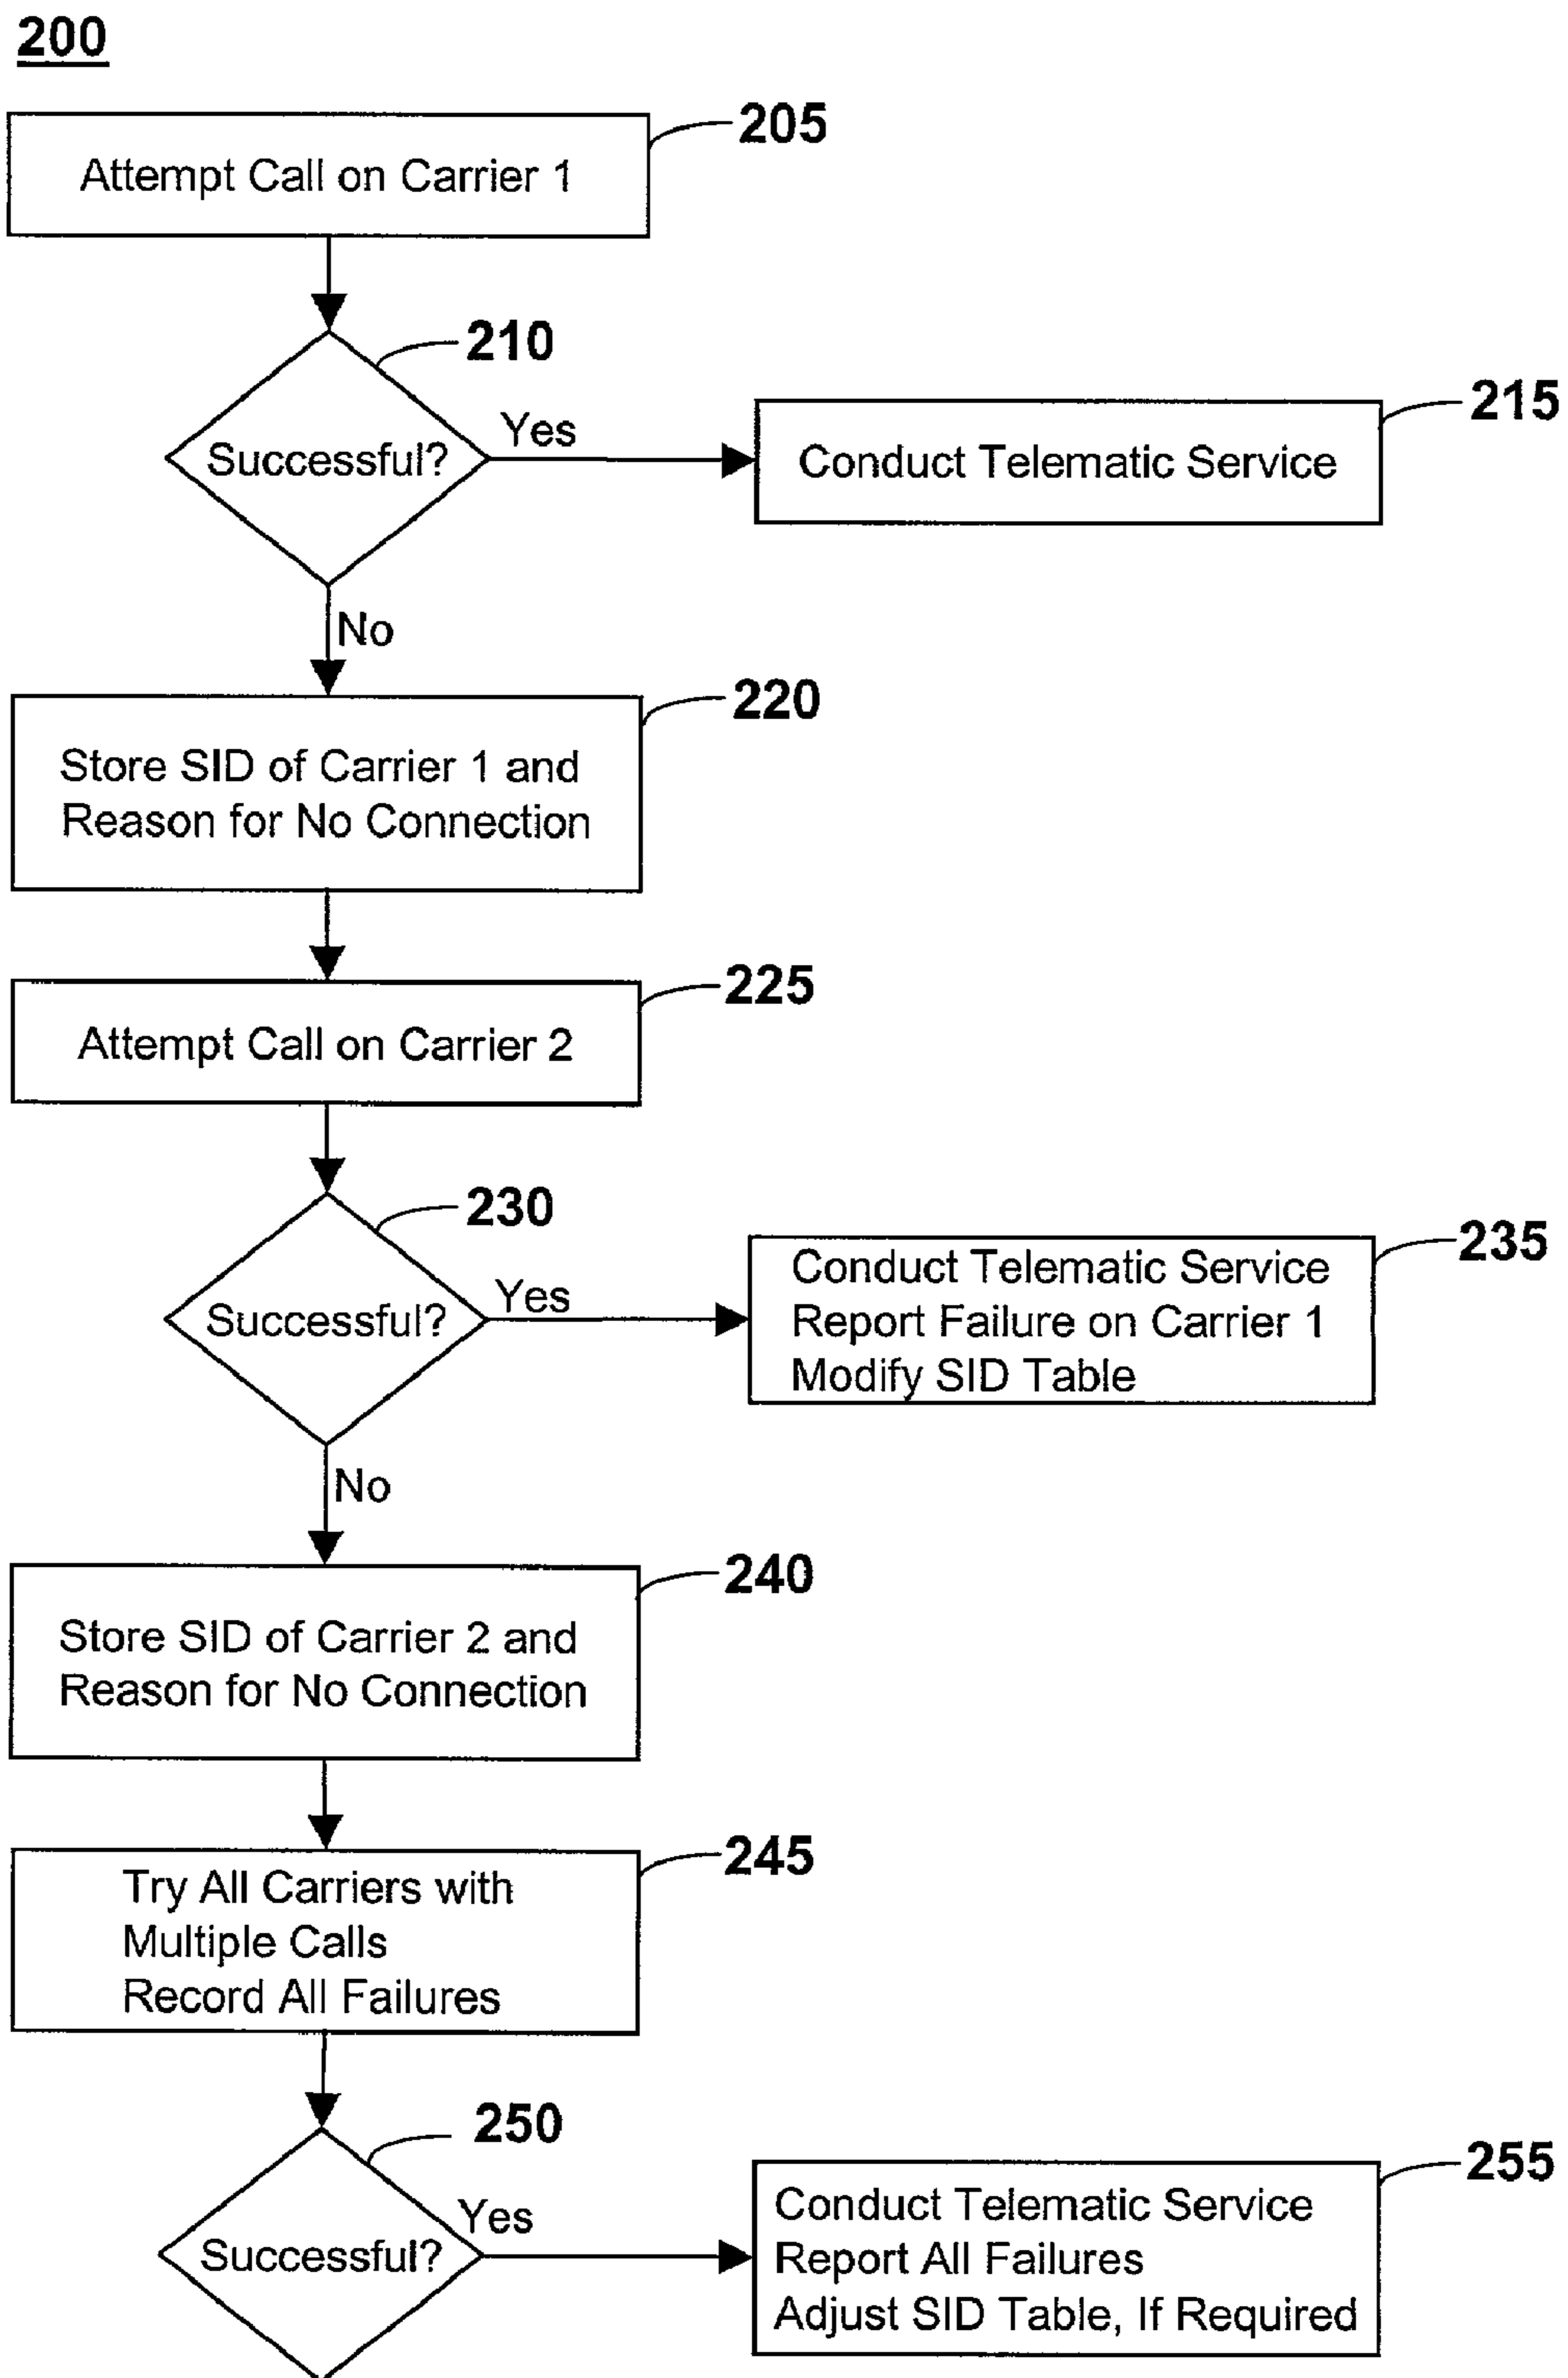 200
205
Attempt Call on Carrier 1
210
Successful?
Yes
215
Conduct Telematic Service
No
220
Store SID of Carrier 1 and
Reason for No Connection
225
Attempt Call on Carrier 2
230
Successful?
Yes
235
Conduct Telematic Service
Report Failure on Carrier 1
Modify SID Table
No
240
Store SID of Carrier 2 and
Reason for No Connection
245
Try All Carriers with
Multiple Calls
Record All Failures
250
Successful?
Yes
255
Conduct Telematic Service
Report All Failures
Adjust SID Table, If Required